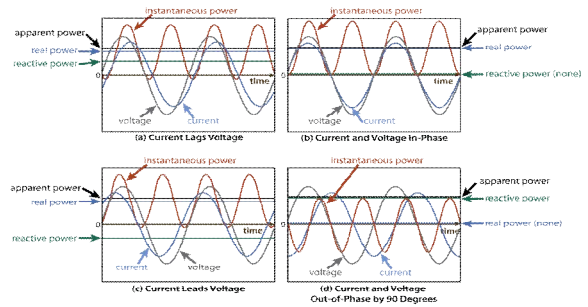 instantaneous power
apparent power
real power
reactive power
0
time
voltage
current
(a) Current Lags Voltage
instantaneous power
apparent power
real power
reactive power (none)
0
time
voltage
current
(b) Current and Voltage In-Phase
instantaneous power
apparent power
real power
0
time
reactive power
current
voltage
(c) Current Leads Voltage
instantaneous power
apparent power
reactive power
0
real power (none)
time
voltage
current
(d) Current and Voltage
Out-of-Phase by 90 Degrees